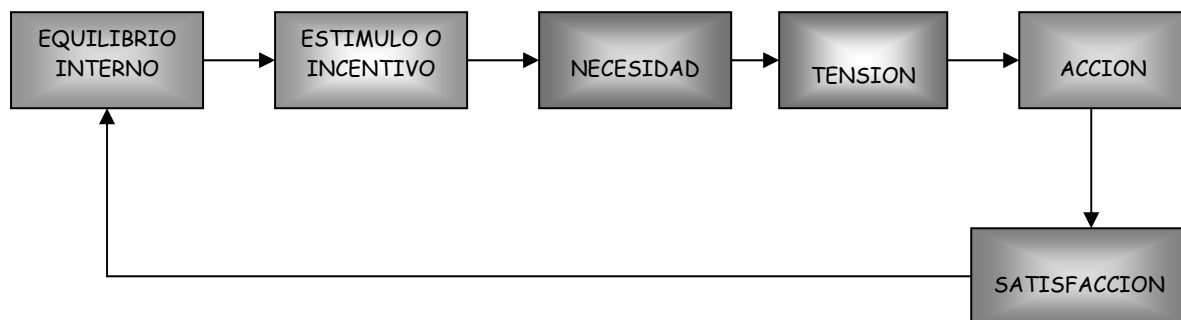 EQUILIBRIO
INTERNO
ESTIMULO O
INCENTIVO
NECESIDAD
TENSION
ACCION
SATISFACCION